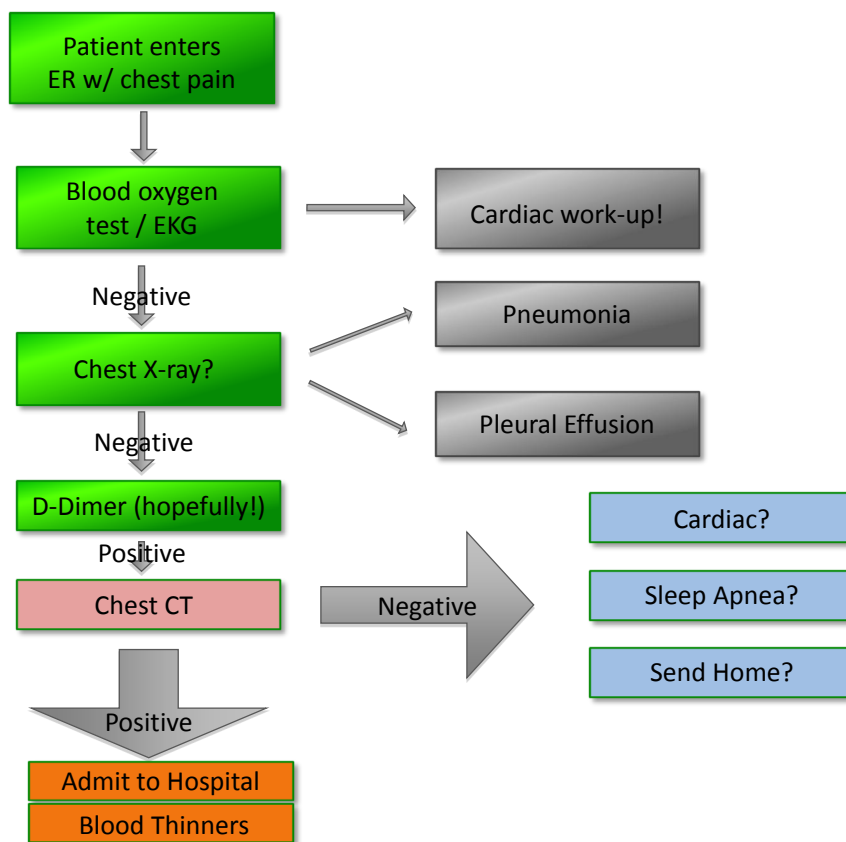 Patient enters
ER w/ chest pain
Blood oxygen
test / EKG
Cardiac work-up!
Negative
Pneumonia
Chest X-ray?
Pleural Effusion
Negative
D-Dimer (hopefully!)
Cardiac?
Positive
Chest CT
Negative
Sleep Apnea?
Send Home?
Positive
Admit to Hospital
Blood Thinners